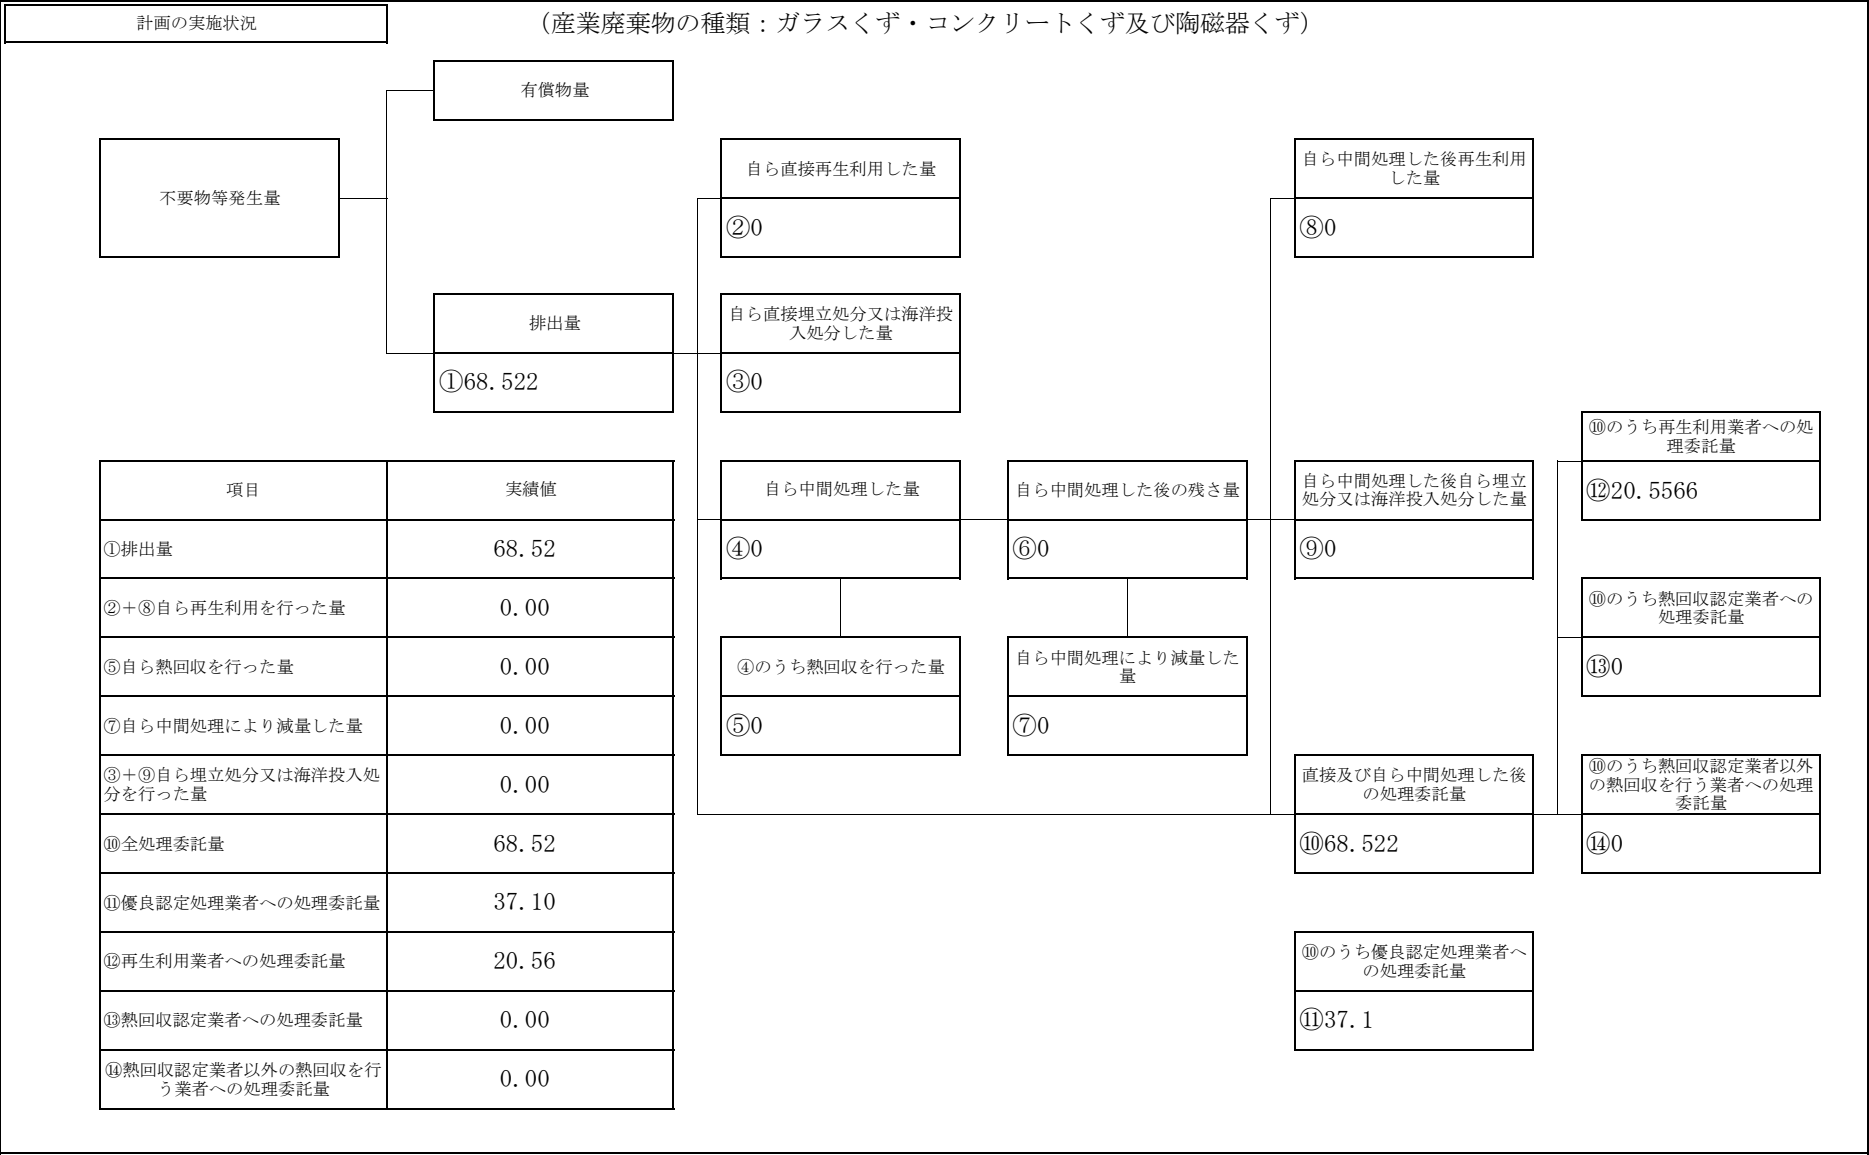 計画の実施状況
（産業廃棄物の種類：ガラスくず・コンクリートくず及び陶磁器くず）
有償物量
不要物等発生量
自ら直接再生利用した量
②0
自ら中間処理した後再生利用
した量
⑧0
排出量
①68.522
自ら直接埋立処分又は海洋投
入処分した量
③0
⑩のうち再生利用業者への処
理委託量
⑫20.5566
自ら中間処理した量
④0
自ら中間処理した後の残さ量
⑥0
自ら中間処理した後自ら埋立
処分又は海洋投入処分した量
⑨0
⑩のうち熱回収認定業者への
処理委託量
⑬0
④のうち熱回収を行った量
⑤0
自ら中間処理により減量した
量
⑦0
直接及び自ら中間処理した後
の処理委託量
⑩68.522
⑩のうち熱回収認定業者以外
の熱回収を行う業者への処理
委託量
⑭0
⑩のうち優良認定処理業者へ
の処理委託量
⑪37.1
項目 実績値
①排出量 68.52
②＋⑧自ら再生利用を行った量 0.00
⑤自ら熱回収を行った量 0.00
⑦自ら中間処理により減量した量 0.00
③＋⑨自ら埋立処分又は海洋投入処
分を行った量 0.00
⑩全処理委託量 68.52
⑪優良認定処理業者への処理委託量 37.10
⑫再生利用業者への処理委託量 20.56
⑬熱回収認定業者への処理委託量 0.00
⑭熱回収認定業者以外の熱回収を行
う業者への処理委託量 0.00